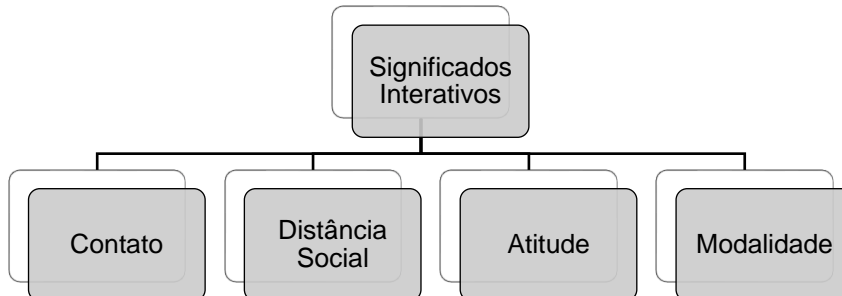 Significados
Interativos
Contato
Distância
Social
Atitude
Modalidade